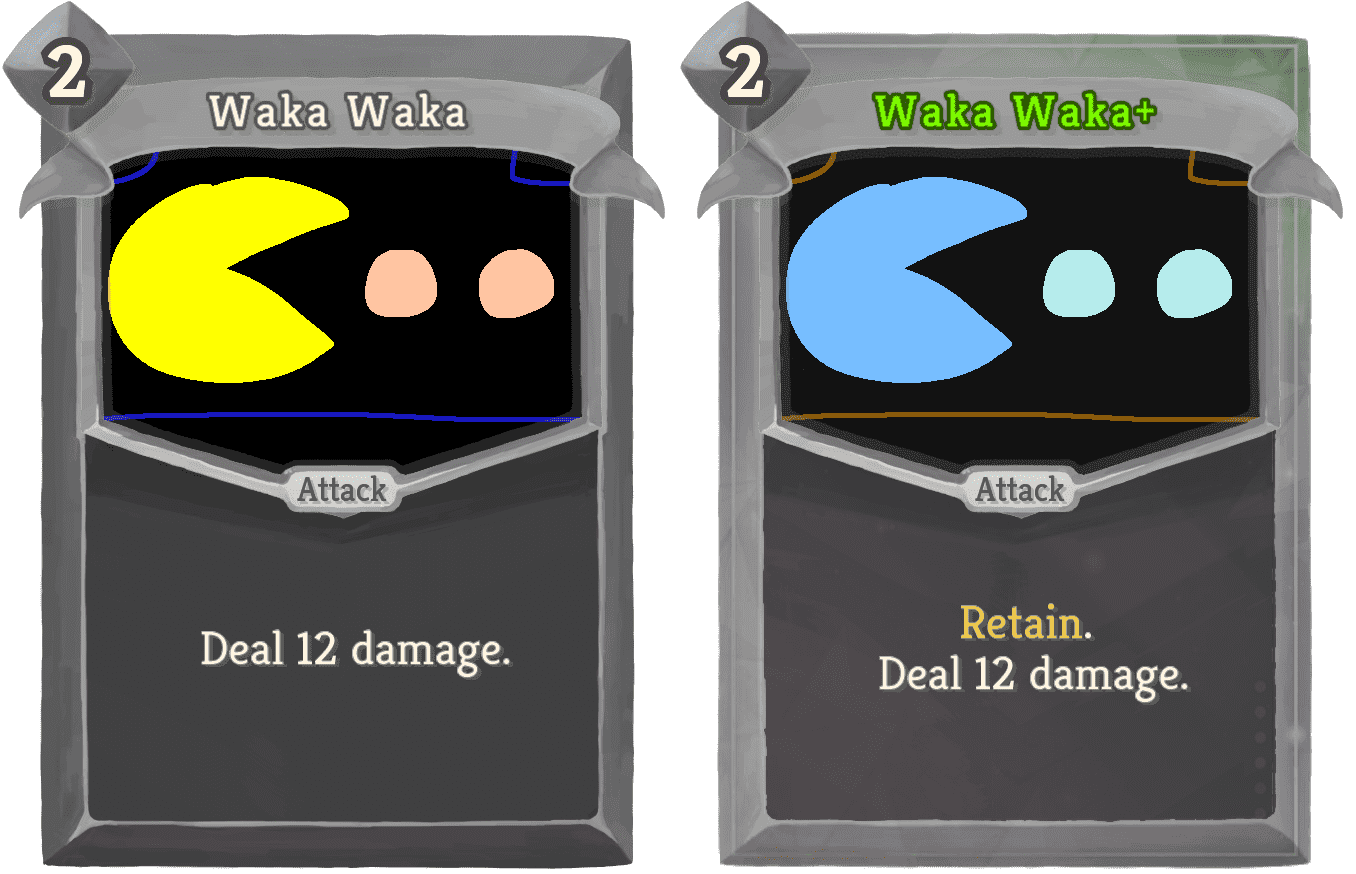 2
Waka Waka
Attack
Deal 12 damage.
2
Waka Waka+
Attack
Retain.
Deal 12 damage.